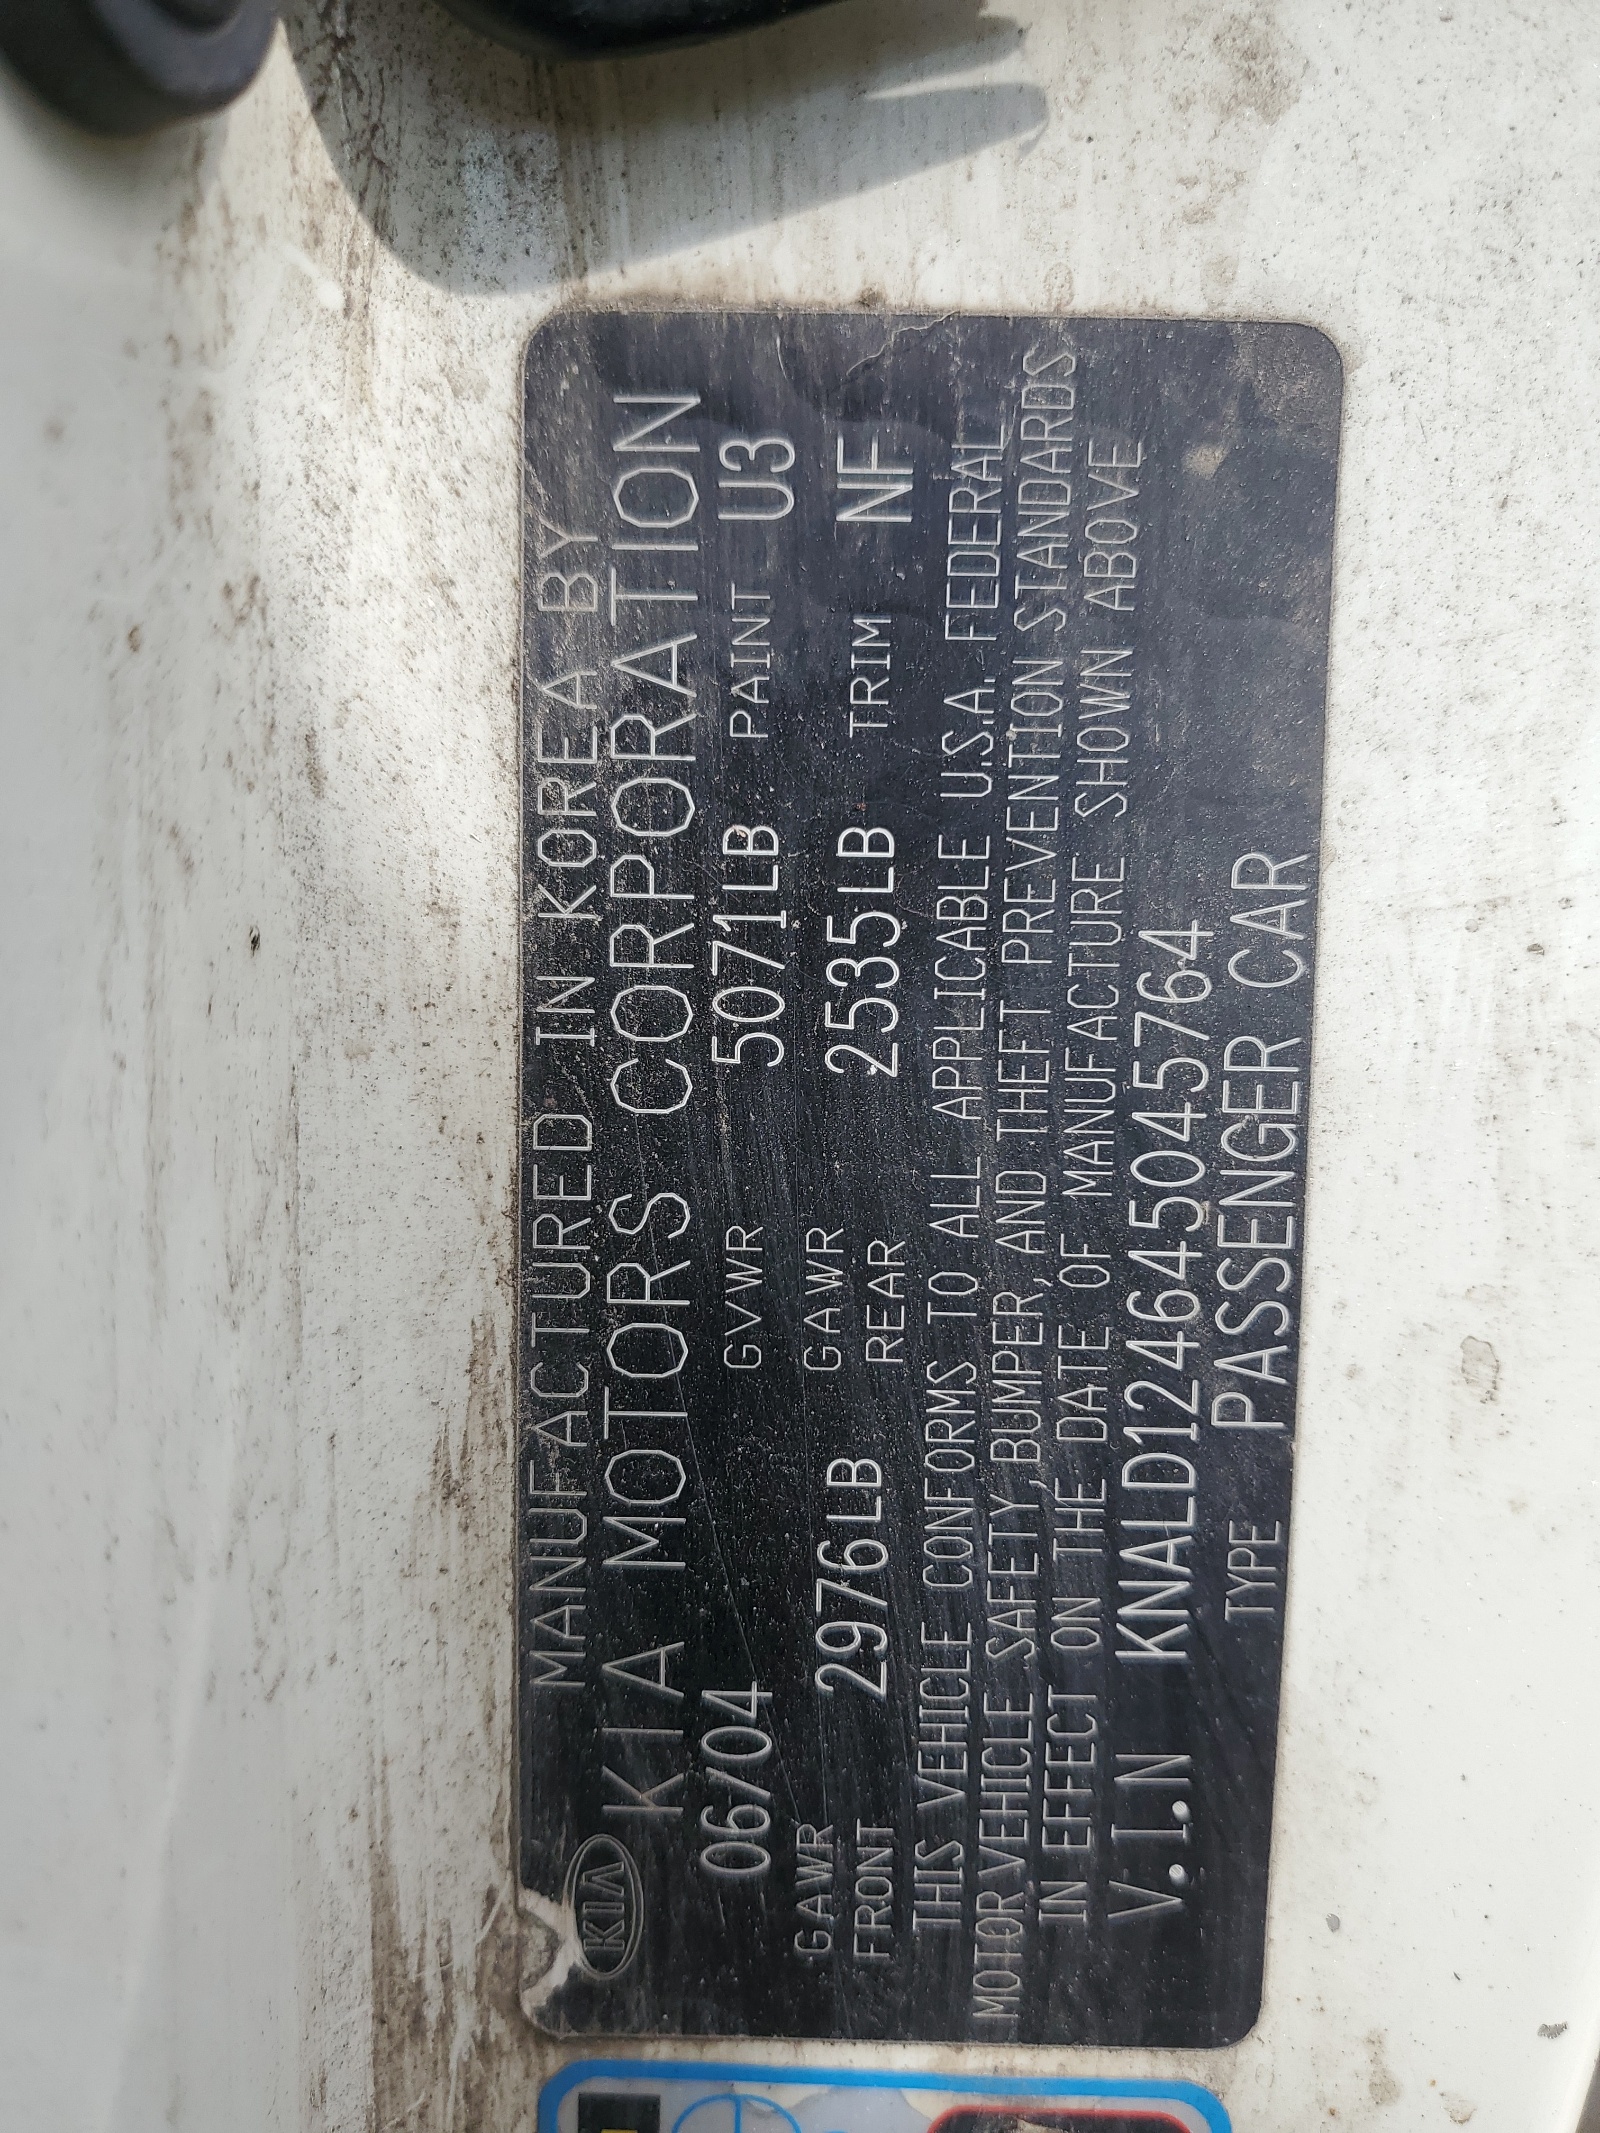 MANUFACTURED IN KOREA BY
KIA KIA MOTORS CORPORATION
06/04 GVWR 5071LB PAINT U3
GAWR FRONT 2976LB GAWR REAR 2535LB TRIM NF
THIS VEHICLE CONFORMS TO ALL APPLICABLE U.S.A. FEDERAL
MOTOR VEHICLE SAFETY,BUMPER,AND THEFT PREVENTION STANDARDS
IN EFFECT ON THE DATE OF MANUFACTURE SHOWN ABOVE
V.I.N KNALD124645045764
TYPE PASSENGER CAR